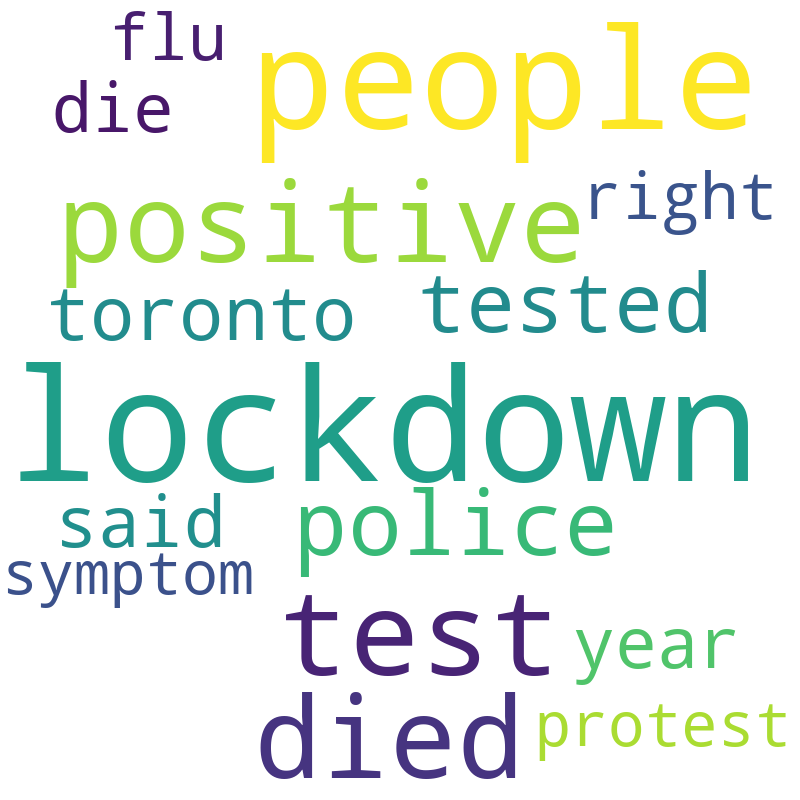 flu
people
die
positive
right
toronto
tested
lockdown
said
police
symptom
test
year
died
protest